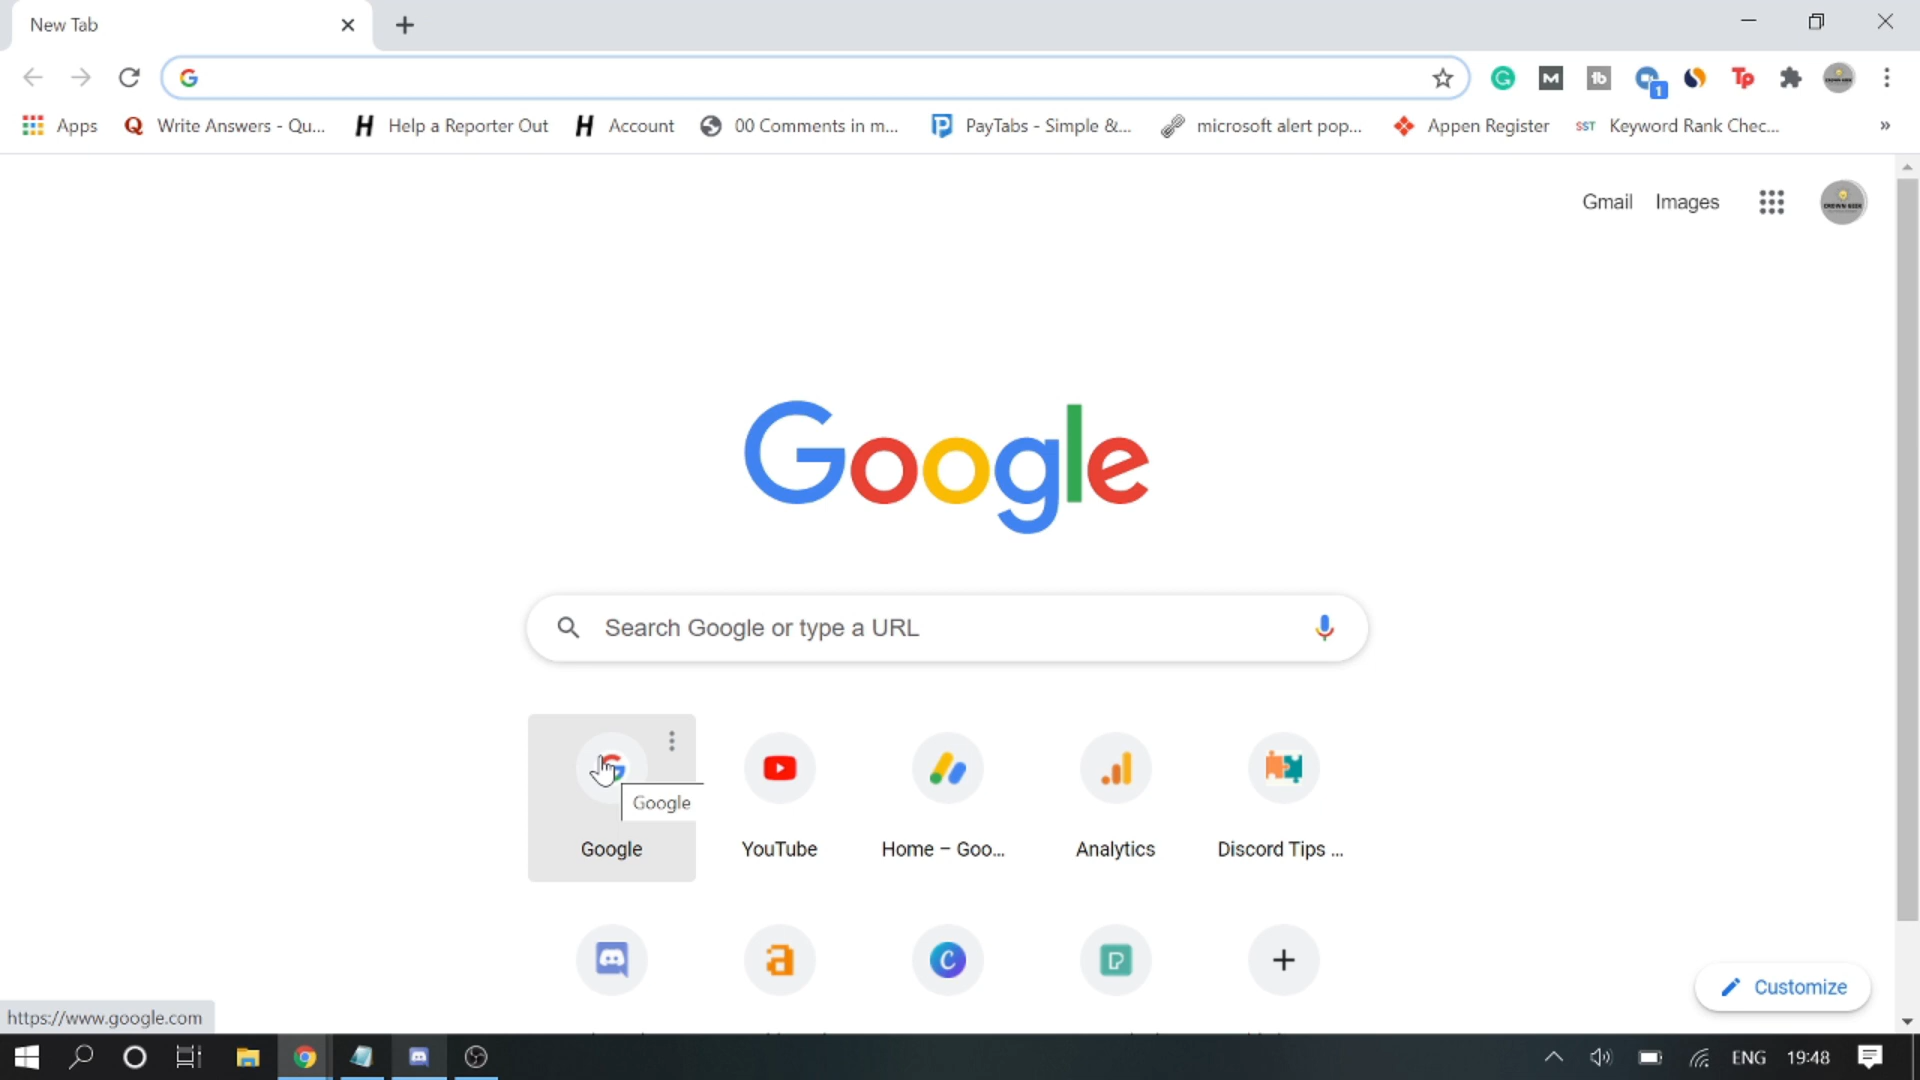 New Tab
Apps
Write Answers - Qu...
Help a Reporter Out
Account
00 Comments in m...
PayTabs - Simple &...
microsoft alert pop...
Appen Register
SST Keyword Rank Chec...
»
Gmail Images
Google
Search Google or type a URL
Google
Google
YouTube
Home – Goo...
Analytics
Discord Tips ...
Customize
https://www.google.com
ENG 19:48